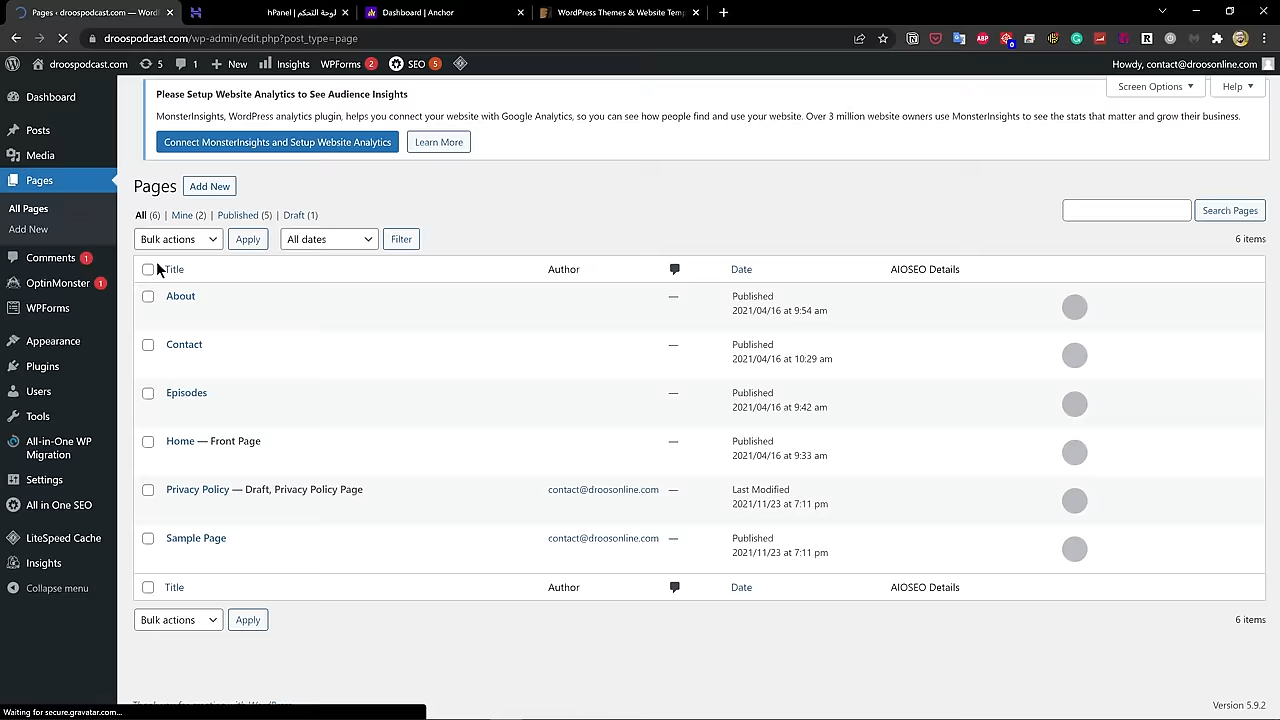 Pages ‹ droospodcast.com — Word
hPanel | لوحة التحكم
Dashboard | Anchor
WordPress Themes & Website Temp
droospodcast.com/wp-admin/edit.php?post_type=page
droospodcast.com 5 1 + New Insights WPForms 2 SEO 5
Howdy, contact@droosonline.com
Screen Options
Help
Please Setup Website Analytics to See Audience Insights
MonsterInsights, WordPress analytics plugin, helps you connect your website with Google Analytics, so you can see how people find and use your website. Over 3 million website owners use MonsterInsights to see the stats that matter and grow their business.
Connect MonsterInsights and Setup Website Analytics
Learn More
Dashboard
Posts
Media
Pages
All Pages
Add New
Comments 1
OptinMonster 1
WPForms
Appearance
Plugins
Users
Tools
All-in-One WP
Migration
Settings
All in One SEO
LiteSpeed Cache
Insights
Collapse menu
Pages Add New
All (6) | Mine (2) | Published (5) | Draft (1)
Search Pages
Bulk actions Apply All dates Filter
6 items
Title Author Date AIOSEO Details
About — Published
2021/04/16 at 9:54 am
Contact — Published
2021/04/16 at 10:29 am
Episodes — Published
2021/04/16 at 9:42 am
Home — Front Page — Published
2021/04/16 at 9:33 am
Privacy Policy — Draft, Privacy Policy Page contact@droosonline.com — Last Modified
2021/11/23 at 7:11 pm
Sample Page contact@droosonline.com — Published
2021/11/23 at 7:11 pm
Title Author Date AIOSEO Details
Bulk actions Apply
6 items
Version 5.9.2
Waiting for secure.gravatar.com...